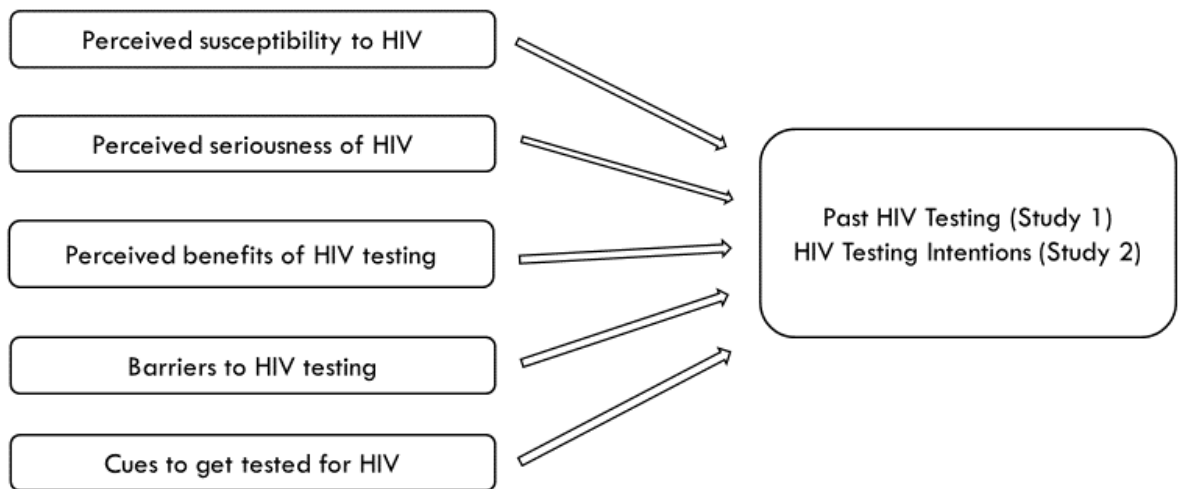 Perceived susceptibility to HIV
Perceived seriousness of HIV
Perceived benefits of HIV testing
Barriers to HIV testing
Cues to get tested for HIV
Past HIV Testing (Study 1)
HIV Testing Intentions (Study 2)